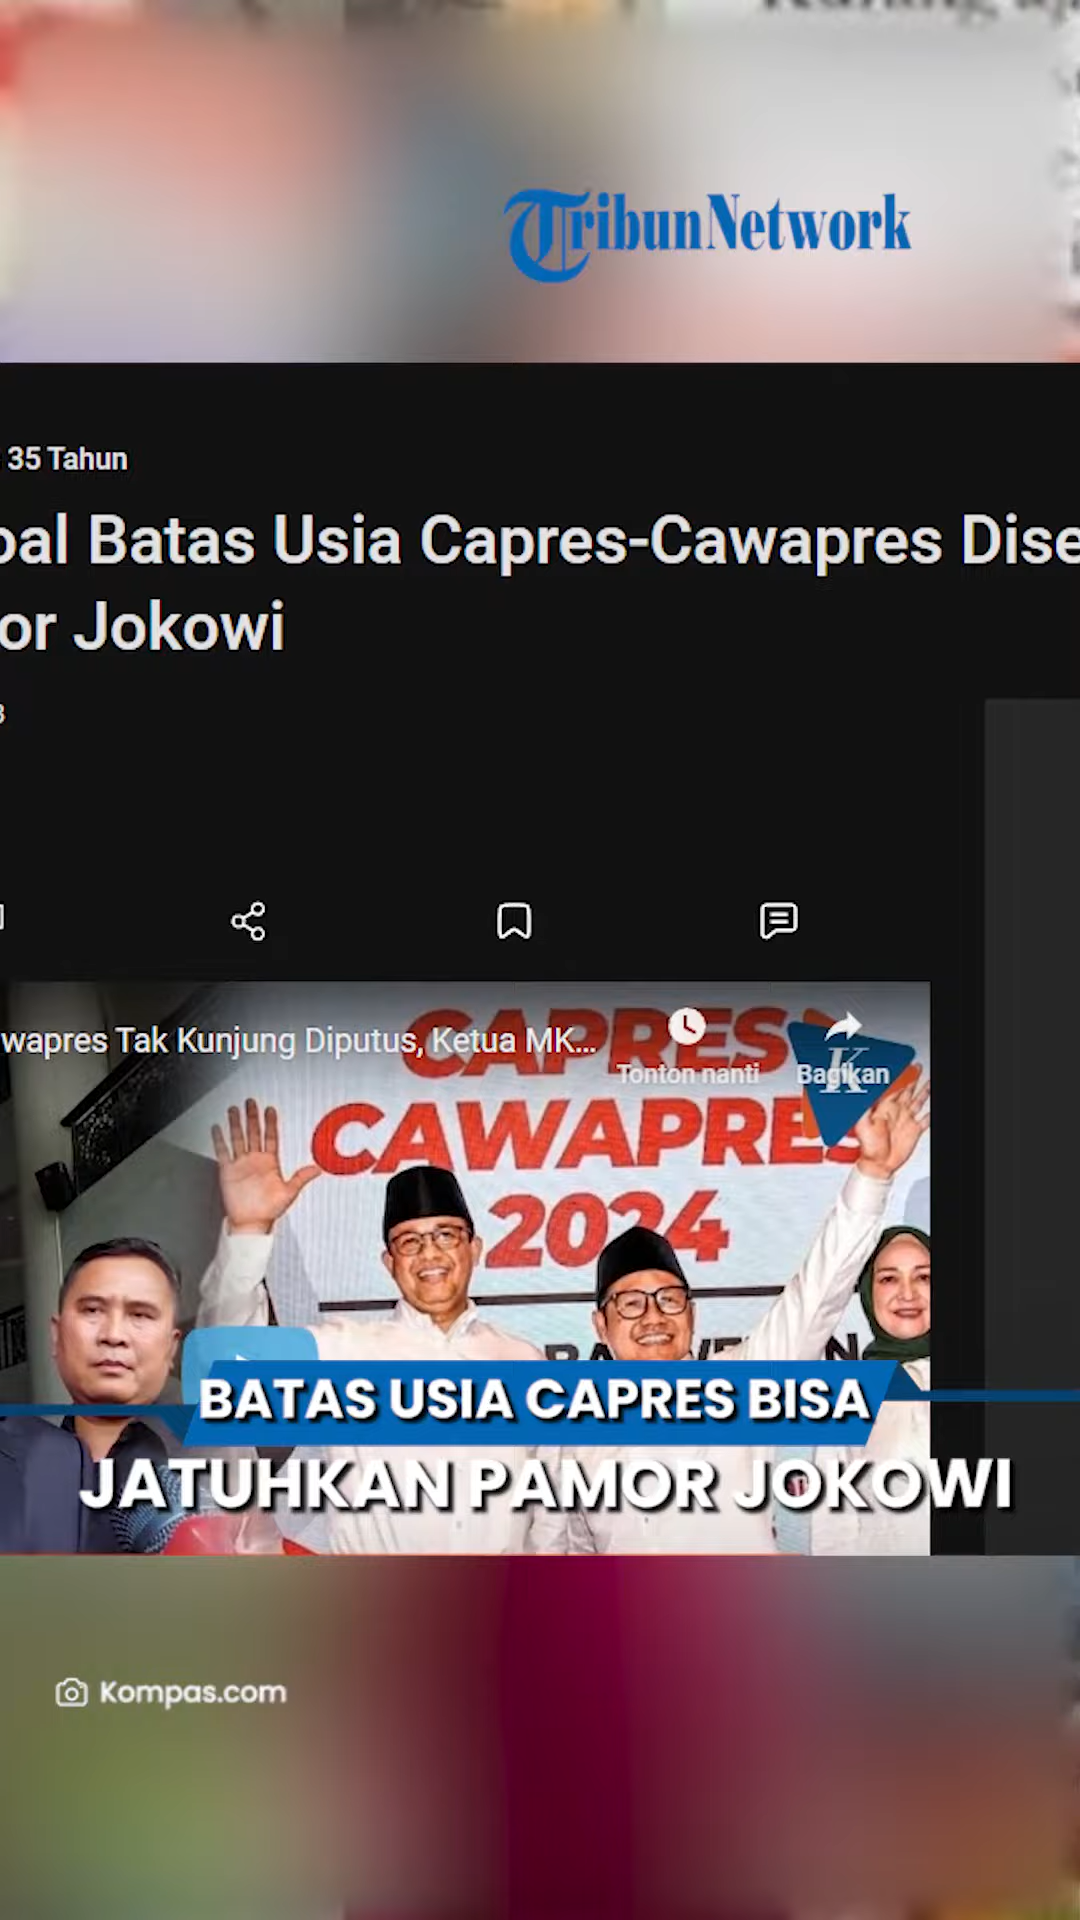 TribunNetwork
35 Tahun
oal Batas Usia Capres-Cawapres Dise
or Jokowi
wapres Tak Kunjung Diputus, Ketua MK...
Tonton nanti
Bagikan
K
CAPRES
CAWAPRES
2024
BATAS USIA CAPRES BISA
JATUHKAN PAMOR JOKOWI
Kompas.com